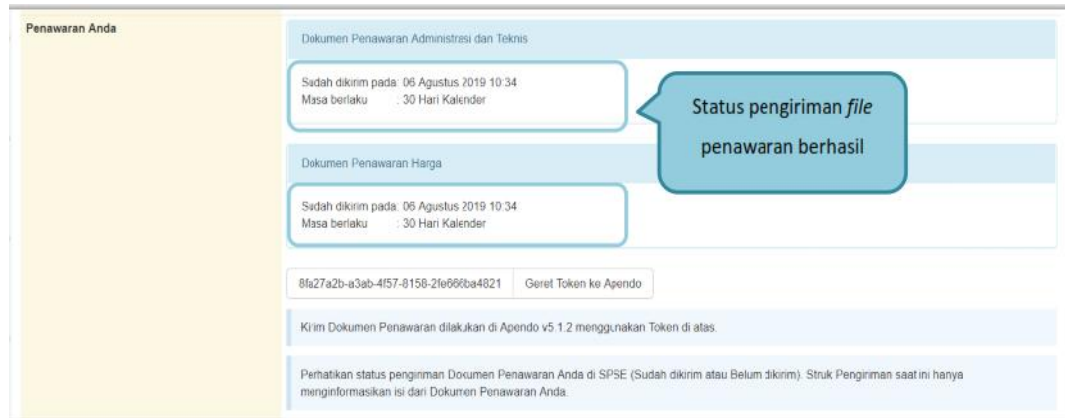 Penawaran Anda
Dokumen Penawaran Administrasi dan Teknis
Sudah dikirim pada: 06 Agustus 2019 10:34
Masa berlaku : 30 Hari Kalender
Status pengiriman file
penawaran berhasil
Dokumen Penawaran Harga
Sudah dikirim pada: 06 Agustus 2019 10:34
Masa berlaku : 30 Hari Kalender
8fa27a2b-a3ab-4f57-8158-2fe666ba4821 Geret Token ke Apendo
Kirim Dokumen Penawaran dilakukan di Apendo v5.1.2 menggunakan Token di atas.
Perhatikan status pengiriman Dokumen Penawaran Anda di SPSE (Sudah dikirim atau Belum dikirim). Struk Pengiriman saat ini hanya
menginformasikan isi dari Dokumen Penawaran Anda.